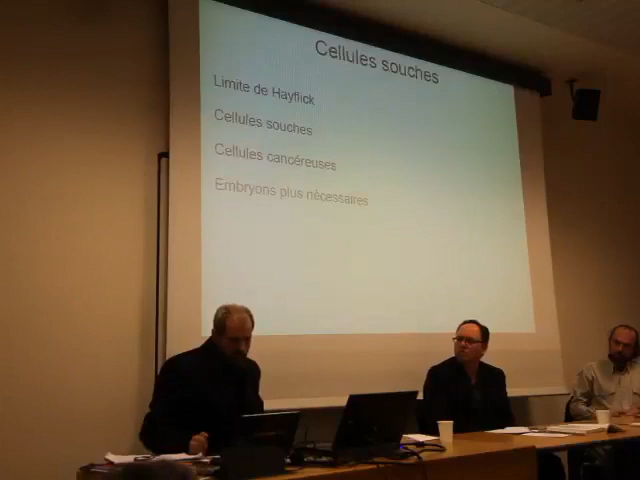 Cellules souches
Limite de Hayflick
Cellules souches
Cellules cancéreuses
Embryons plus nécessaires